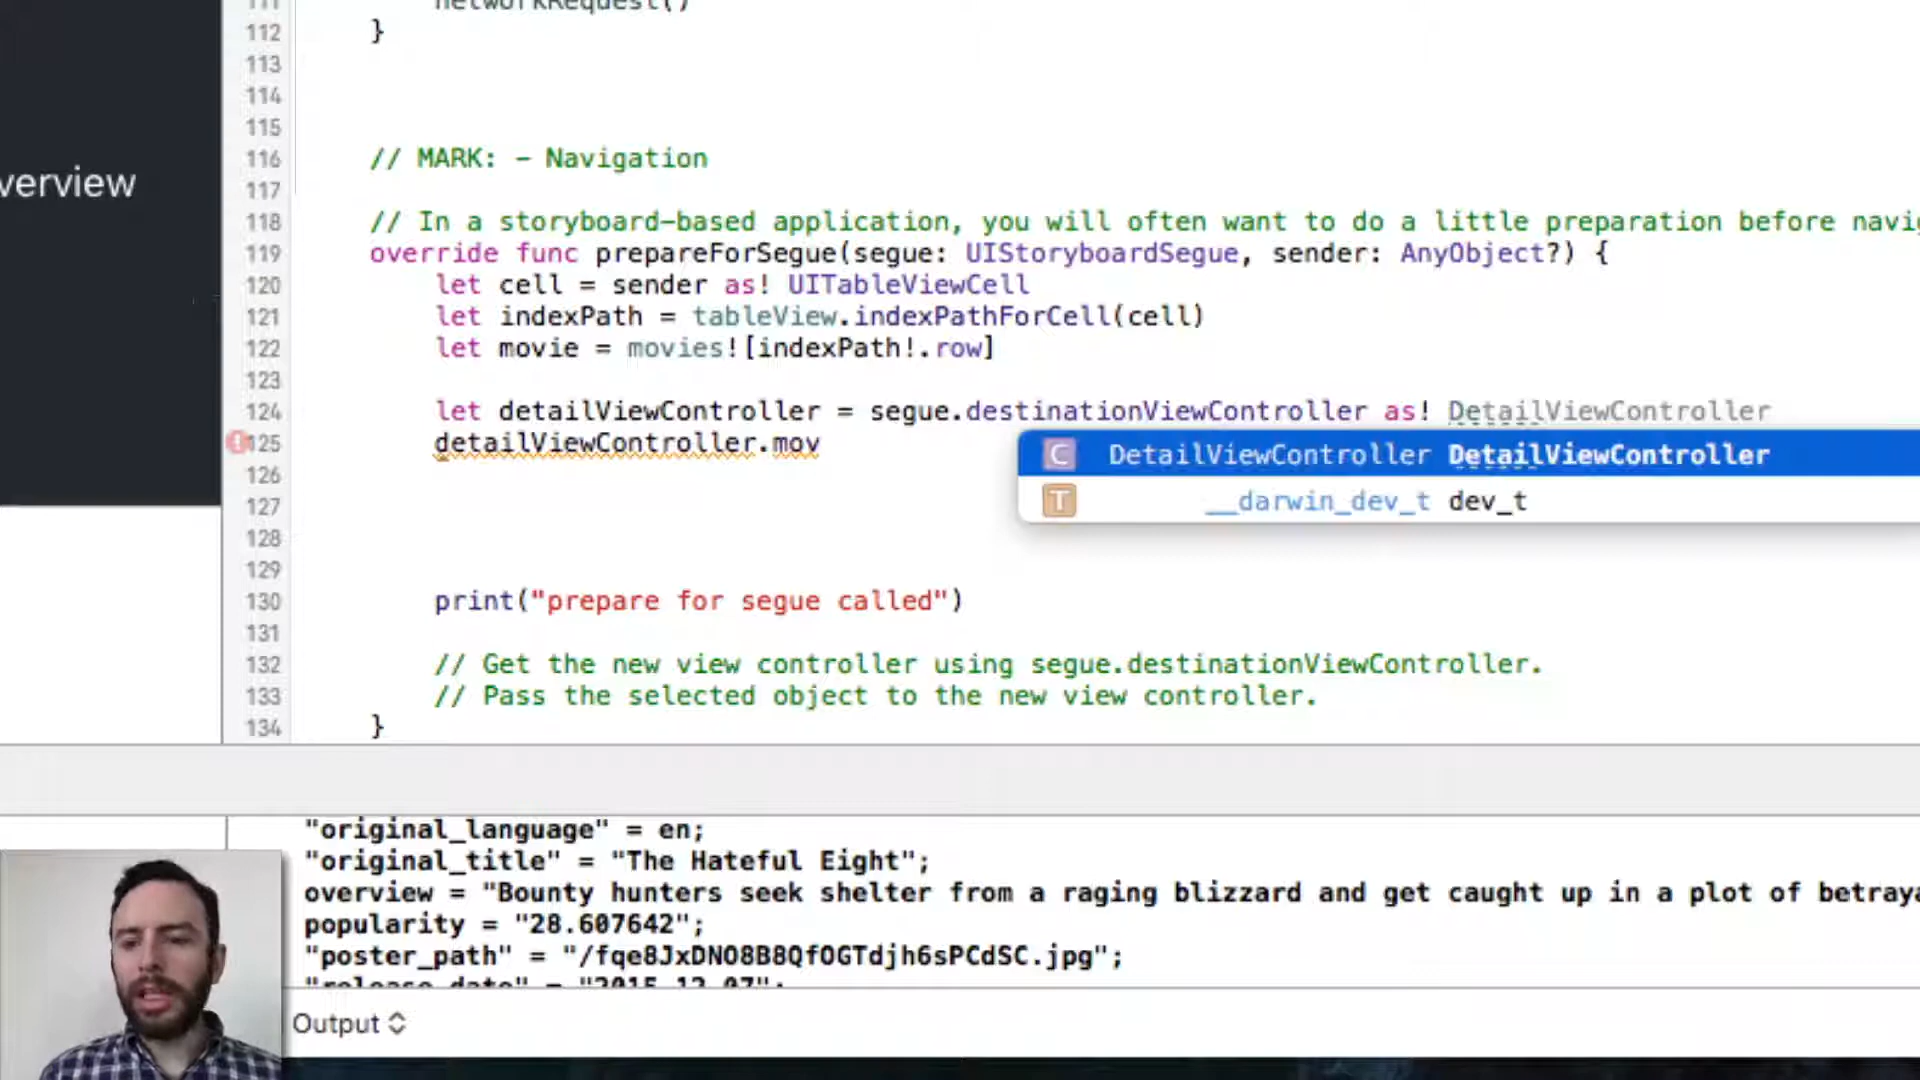 networkRequest()
112 }
113
114
115
116 // MARK: - Navigation
verview
117
118 // In a storyboard-based application, you will often want to do a little preparation before
119 override func prepareForSegue(segue: UIStoryboardSegue, sender: AnyObject?) {
120 let cell = sender as! UITableViewCell
121 let indexPath = tableView.indexPathForCell(cell)
122 let movie = movies![indexPath!.row]
123
124 let detailViewController = segue.destinationViewController as! DetailViewController
125 detailViewController.mov
C DetailViewController DetailViewController
126
T __darwin_dev_t dev_t
127
128
129
130 print("prepare for segue called")
131
132 // Get the new view controller using segue.destinationViewController.
133 // Pass the selected object to the new view controller.
134 }
"original_language" = en;
"original_title" = "The Hateful Eight";
overview = "Bounty hunters seek shelter from a raging blizzard and get caught up in a plot of
popularity = "28.607642";
"poster_path" = "/fqe8JxDNO8B8QfOGTdjh6sPCdSC.jpg";
"release_date" = "2015-12-07";
Output